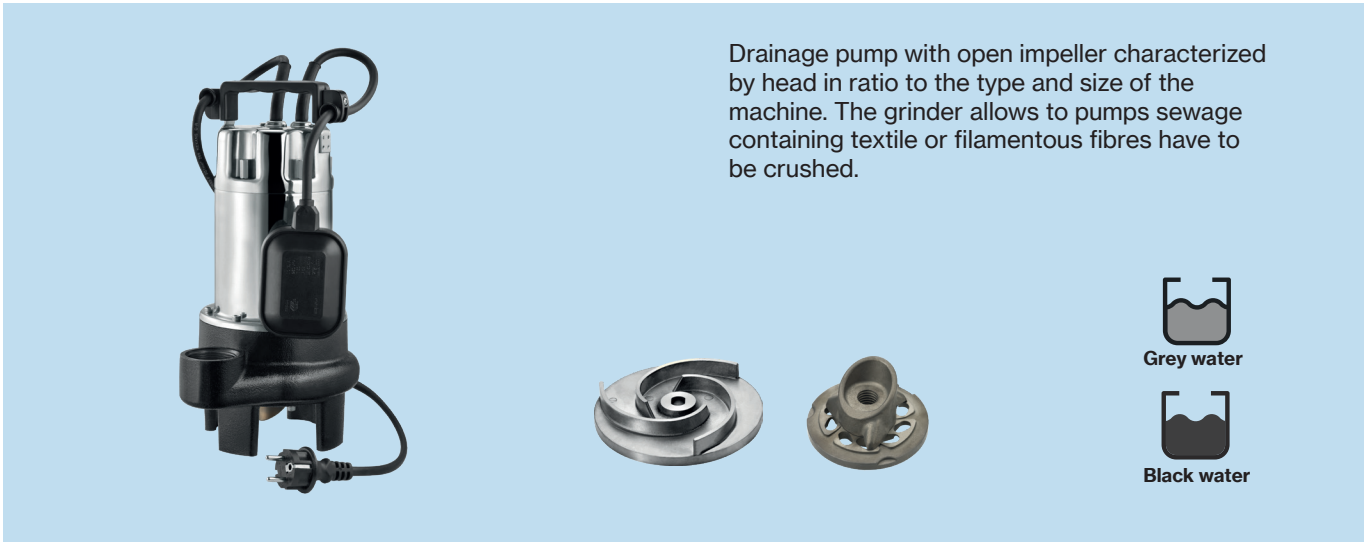 Drainage pump with open impeller characterized
by head in ratio to the type and size of the
machine. The grinder allows to pumps sewage
containing textile or filamentous fibres have to
be crushed.
Grey water
Black water